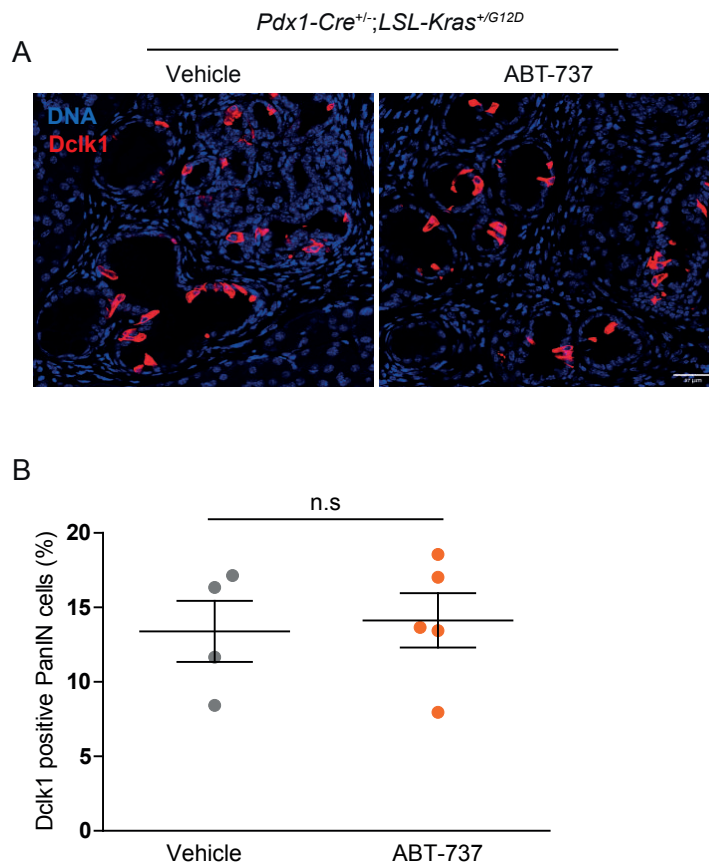 Pdx1-Cre+/-;LSL-Kras+/G12D
A
Vehicle
ABT-737
DNA
Dclk1
B
n.s
Dclk1 positive PanIN cells (%)
20
15
10
5
0
Vehicle
ABT-737